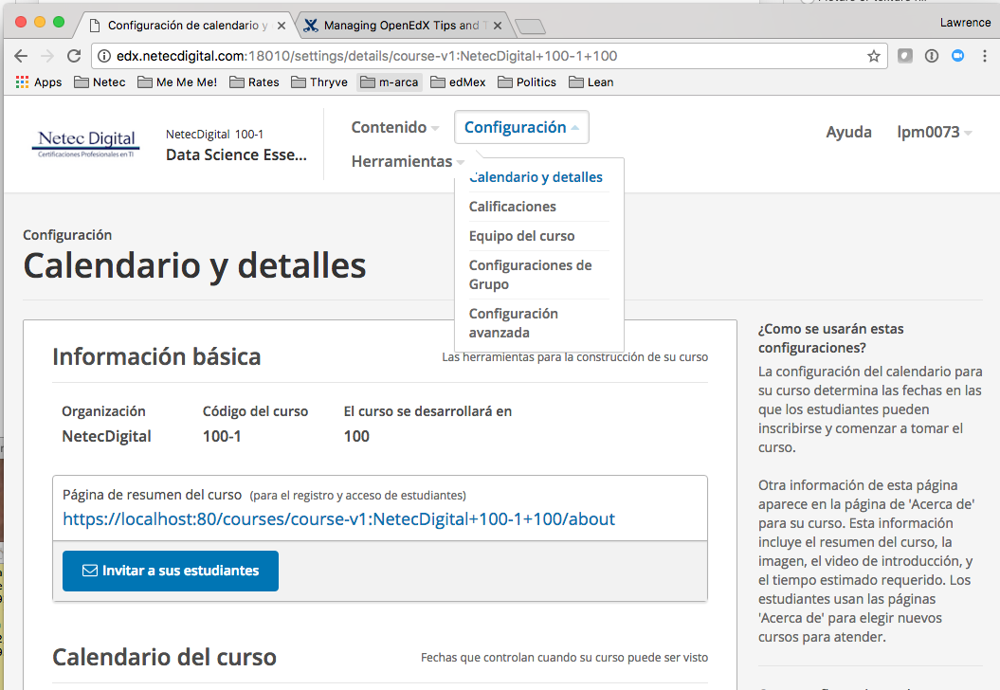 Picture of texture m...
Configuración de calendario y
Managing OpenEdX Tips and T
Lawrence
edx.netecdigital.com:18010/settings/details/course-v1:NetecDigital+100-1+100
Apps
Netec
Me Me Me!
Rates
Thryve
m-arca
edMex
Politics
Lean
Netec Digital
Certificaciones Profesionales en TI
NetecDigital 100-1
Data Science Esse...
Contenido
Configuración
Herramientas
Ayuda
lpm0073
Calendario y detalles
Calificaciones
Equipo del curso
Configuraciones de
Grupo
Configuración
avanzada
Configuración
Calendario y detalles
Información básica
Las herramientas para la construcción de su curso
Organización
NetecDigital
Código del curso
100-1
El curso se desarrollará en
100
Página de resumen del curso (para el registro y acceso de estudiantes)
https://localhost:80/courses/course-v1:NetecDigital+100-1+100/about
Invitar a sus estudiantes
Calendario del curso
Fechas que controlan cuando su curso puede ser visto
¿Como se usarán estas
configuraciones?
La configuración del calendario para
su curso determina las fechas en las
que los estudiantes pueden
inscribirse y comenzar a tomar el
curso.
Otra información de esta página
aparece en la página de 'Acerca de'
para su curso. Esta información
incluye el resumen del curso, la
imagen, el video de introducción, y
el tiempo estimado requerido. Los
estudiantes usan las páginas
'Acerca de' para elegir nuevos
cursos para atender.